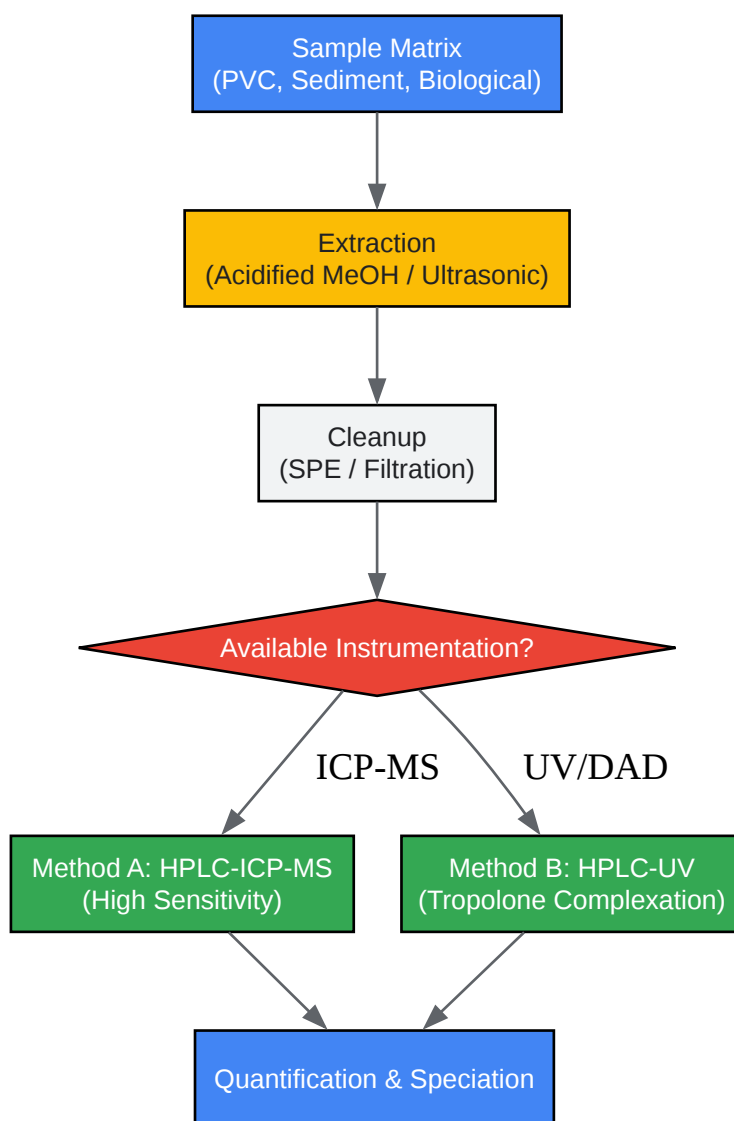 Sample Matrix
(PVC, Sediment, Biological)
Extraction
(Acidified MeOH / Ultrasonic)
Cleanup
(SPE / Filtration)
Available Instrumentation?
ICP-MS
UV/DAD
Method A: HPLC-ICP-MS
(High Sensitivity)
Method B: HPLC-UV
(Tropolone Complexation)
Quantification & Speciation